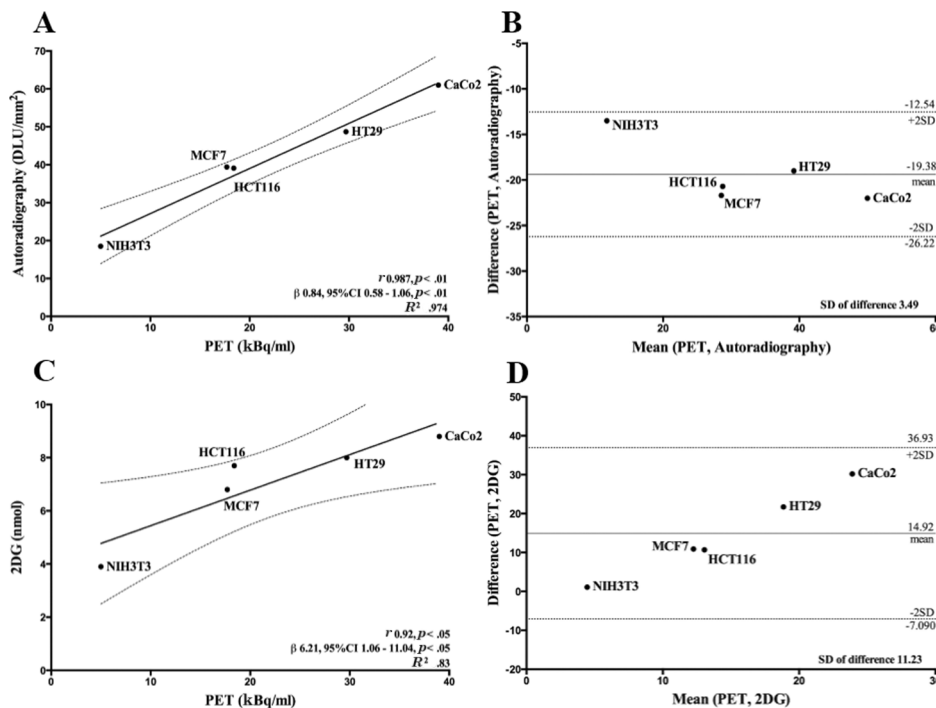 A
Autoradiography (DLU/mm²)
70
60
50
40
30
20
10
0
0 10 20 30 40
PET (kBq/ml)
CaCo2
HT29
MCF7
HCT116
NIH3T3
r 0.987, p< .01
β 0.84, 95%CI 0.58 - 1.06, p< .01
R² .974
B
Difference (PET, Autoradiography)
-5
-10
-15
-20
-25
-30
-35
0 20 40 60
Mean (PET, Autoradiography)
-12.54
+2SD
NIH3T3
-19.38
mean
HT29
HCT116
MCF7
CaCo2
-2SD
-26.22
SD of difference 3.49
C
2DG (nmol)
10
8
6
4
2
0
0 10 20 30 40
PET (kBq/ml)
CaCo2
HCT116
HT29
MCF7
NIH3T3
r 0.92, p< .05
β 6.21, 95%CI 1.06 - 11.04, p< .05
R² .83
D
Difference (PET, 2DG)
50
40
30
20
10
0
-10
-20
0 10 20 30
Mean (PET, 2DG)
36.93
+2SD
CaCo2
HT29
14.92
mean
MCF7
HCT116
NIH3T3
-2SD
-7.090
SD of difference 11.23